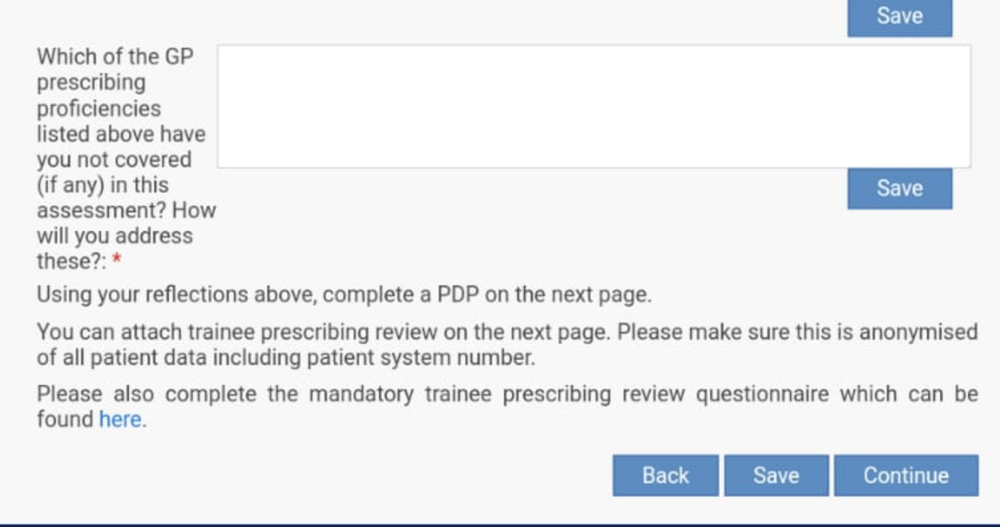 Save
Which of the GP
prescribing
proficiencies
listed above have
you not covered
(if any) in this
assessment? How
will you address
these?: *
Save
Using your reflections above, complete a PDP on the next page.
You can attach trainee prescribing review on the next page. Please make sure this is anonymised
of all patient data including patient system number.
Please also complete the mandatory trainee prescribing review questionnaire which can be
found here.
Back Save Continue